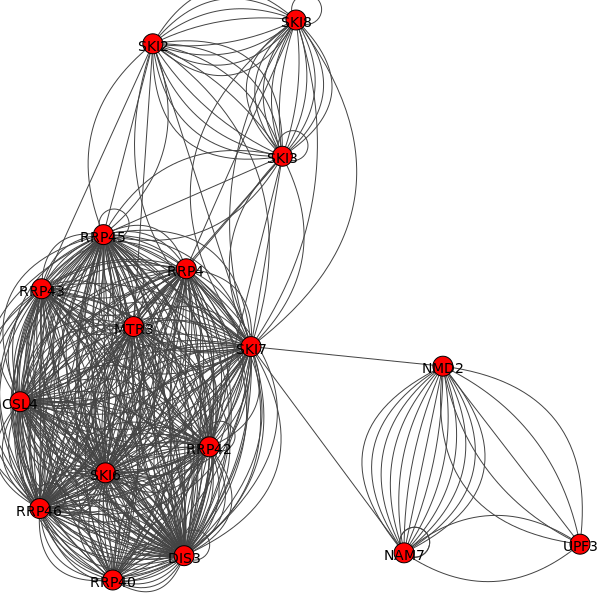 SKI8
SKI2
SKI3
RRP45
RRP4
RRP43
MTR3
SKI7
NMD2
CSL4
RRP42
SKI6
RRP46
UPF3
NAM7
DIS3
RRP40